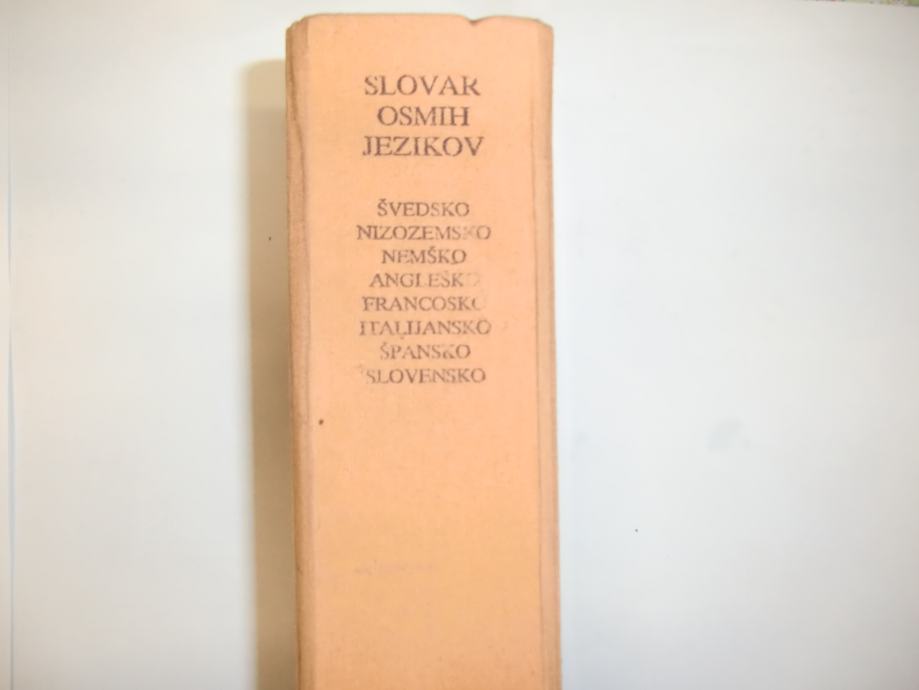 SLOVAR
OSMIH
JEZIKOV
ŠVEDSKO
NIZOZEMSKO
NEMŠKO
ANGLEŠKO
FRANCOSKO
ITALIJANSKO
ŠPANSKO
SLOVENSKO